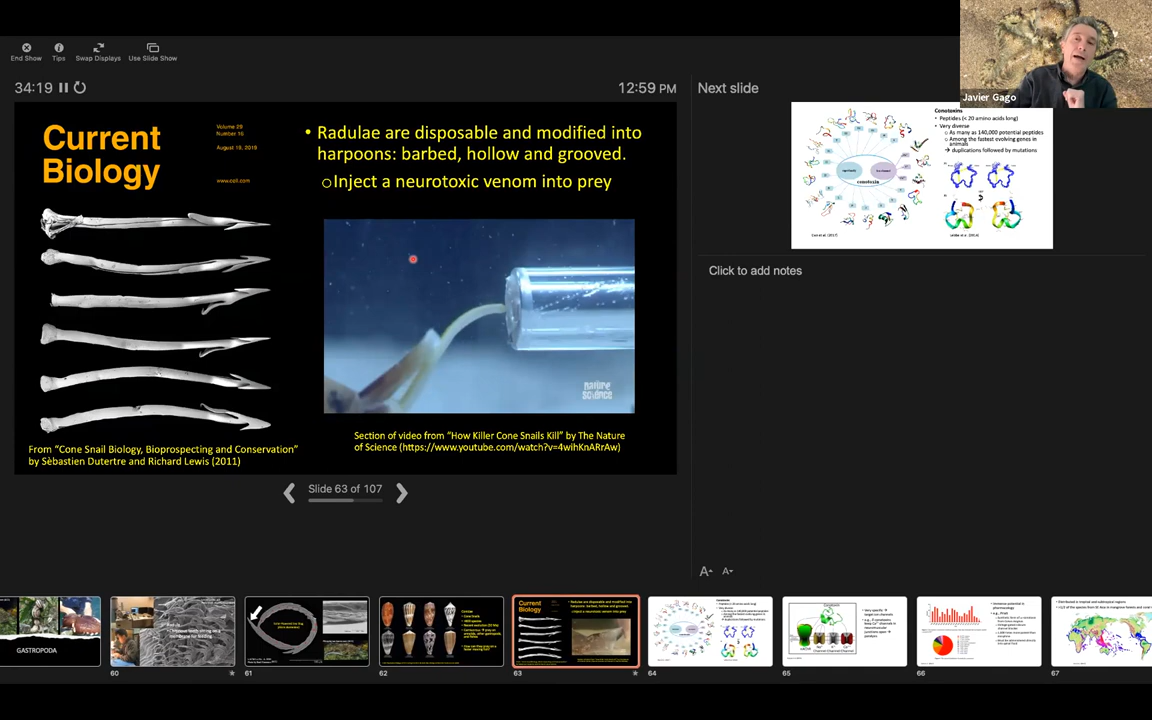 End Show
Tips
Swap Displays
Use Slide Show
34:19
12:59 PM
Next slide
Javier Gago
Current
Biology
Volume 29
Number 16
August 19, 2019
www.cell.com
• Radulae are disposable and modified into
harpoons: barbed, hollow and grooved.
Inject a neurotoxic venom into prey
nature
science
From “Cone Snail Biology, Bioprospecting and Conservation”
by Sèbastien Dutertre and Richard Lewis (2011)
Section of video from “How Killer Cone Snails Kill” by The Nature
of Science (https://www.youtube.com/watch?v=4wihKnARrAw)
Slide 63 of 107
Conotoxins
• Peptides (< 20 amino acids long)
• Very diverse
As many as 140,000 potential peptides
Among the fastest evolving genes in
animals
duplications followed by mutations
conotoxin
Click to add notes
GASTROPODA
60
61
62
63
64
65
66
67